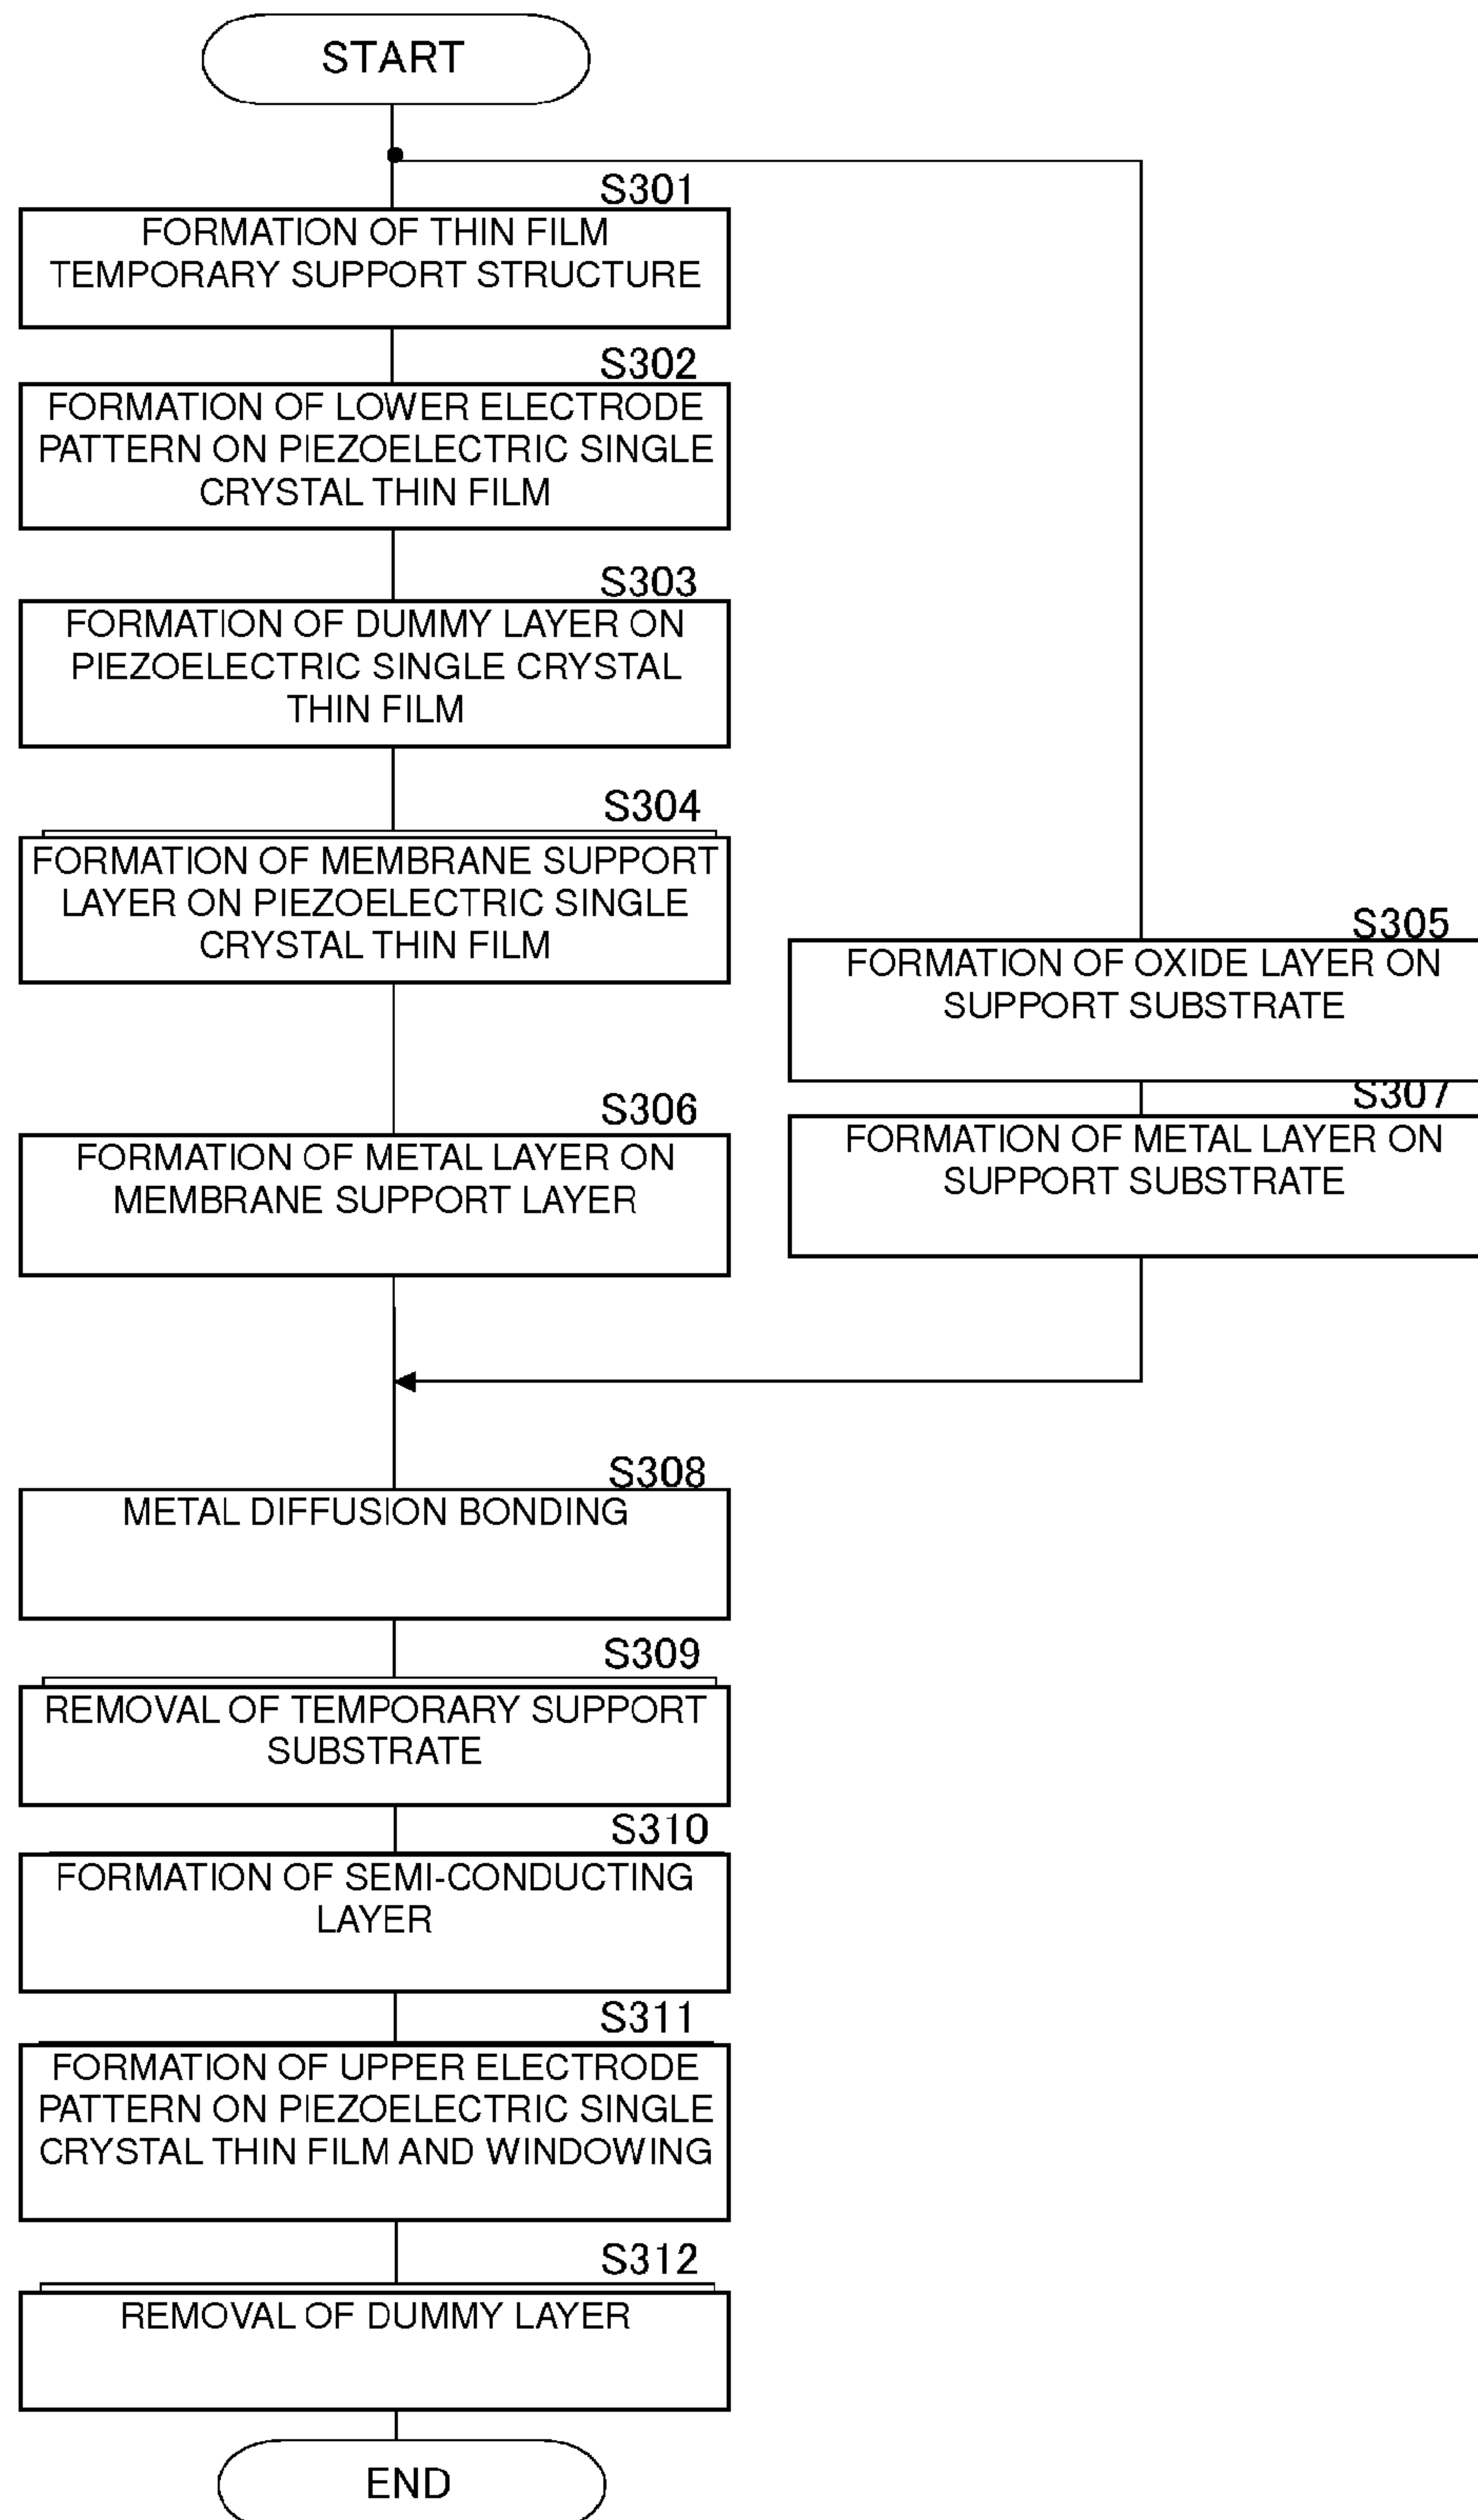 START
S301
FORMATION OF THIN FILM
TEMPORARY SUPPORT STRUCTURE
S302
FORMATION OF LOWER ELECTRODE
PATTERN ON PIEZOELECTRIC SINGLE
CRYSTAL THIN FILM
S303
FORMATION OF DUMMY LAYER ON
PIEZOELECTRIC SINGLE CRYSTAL
THIN FILM
S304
FORMATION OF MEMBRANE SUPPORT
LAYER ON PIEZOELECTRIC SINGLE
CRYSTAL THIN FILM
S305
FORMATION OF OXIDE LAYER ON
SUPPORT SUBSTRATE
S306
FORMATION OF METAL LAYER ON
MEMBRANE SUPPORT LAYER
S307
FORMATION OF METAL LAYER ON
SUPPORT SUBSTRATE
S308
METAL DIFFUSION BONDING
S309
REMOVAL OF TEMPORARY SUPPORT
SUBSTRATE
S310
FORMATION OF SEMI-CONDUCTING
LAYER
S311
FORMATION OF UPPER ELECTRODE
PATTERN ON PIEZOELECTRIC SINGLE
CRYSTAL THIN FILM AND WINDOWING
S312
REMOVAL OF DUMMY LAYER
END